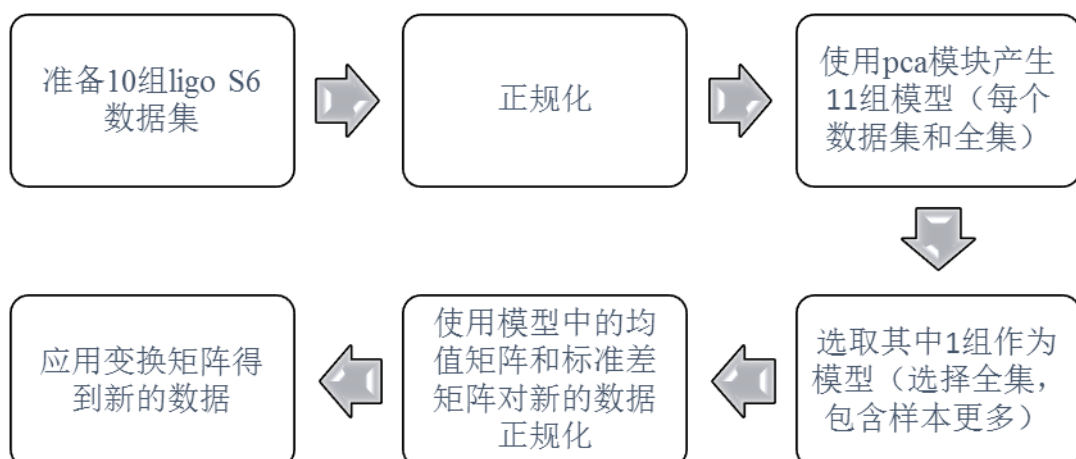 准备10组ligo S6
数据集
正规化
使用pca模块产生
11组模型（每个
数据集和全集）
选取其中1组作为
模型（选择全集，
包含样本更多）
使用模型中的均
值矩阵和标准差
矩阵对新的数据
正规化
应用变换矩阵得
到新的数据